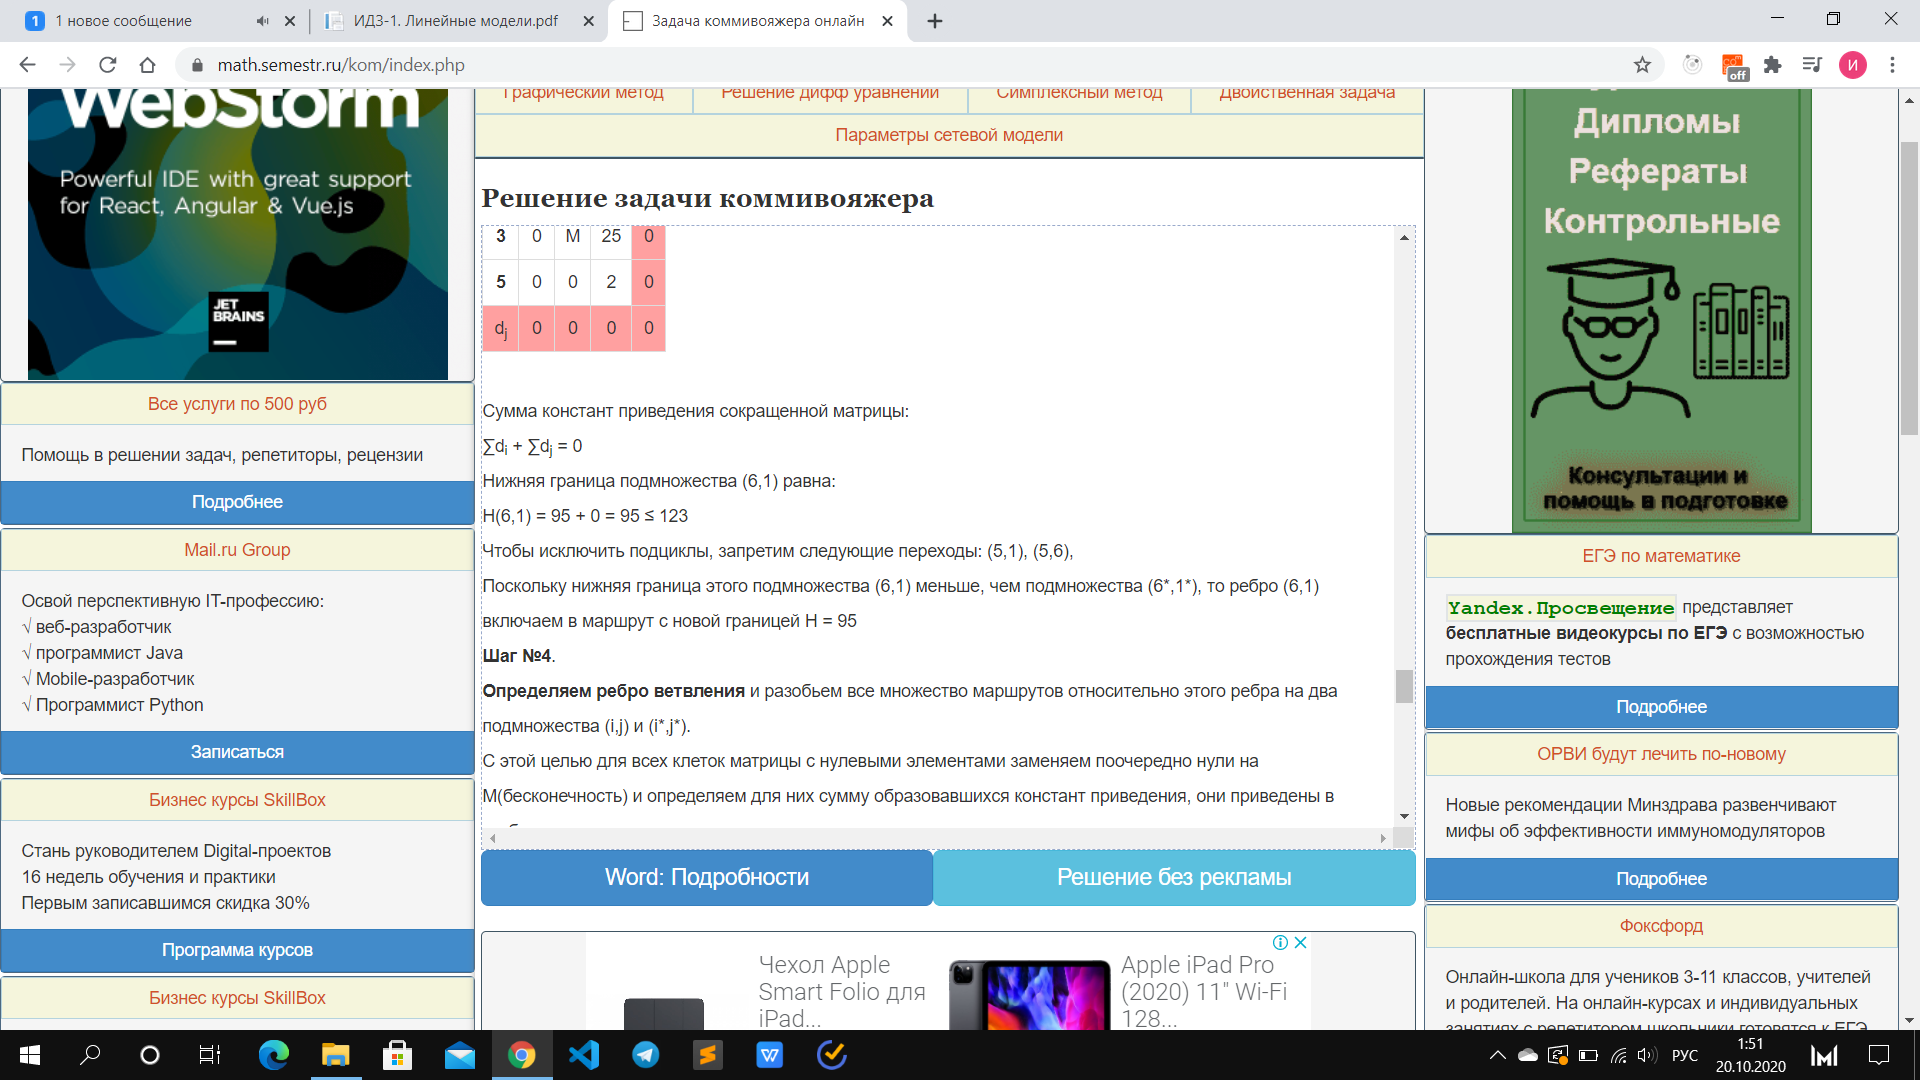 1 новое сообщение
ИДЗ-1. Линейные модели.pdf
Задача коммивояжера онлайн
math.semestr.ru/kom/index.php
off
И
WebStorm
Powerful IDE with great support
for React, Angular & Vue.js
JET
BRAINS
Все услуги по 500 руб
Помощь в решении задач, репетиторы, рецензии
Подробнее
Mail.ru Group
Освой перспективную IT-профессию:
√ веб-разработчик
√ программист Java
√ Mobile-разработчик
√ Программист Python
Записаться
Бизнес курсы SkillBox
Стань руководителем Digital-проектов
16 недель обучения и практики
Первым записавшимся скидка 30%
Программа курсов
Бизнес курсы SkillBox
Графический метод
Решение дифф уравнений
Симплексный метод
Двойственная задача
Параметры сетевой модели
Решение задачи коммивояжера
3 0 M 25 0
5 0 0 2 0
dj 0 0 0 0
Сумма констант приведения сокращенной матрицы:
∑di + ∑dj = 0
Нижняя граница подмножества (6,1) равна:
H(6,1) = 95 + 0 = 95 ≤ 123
Чтобы исключить подциклы, запретим следующие переходы: (5,1), (5,6),
Поскольку нижняя граница этого подмножества (6,1) меньше, чем подмножества (6*,1*), то ребро (6,1)
включаем в маршрут с новой границей H = 95
Шаг №4.
Определяем ребро ветвления и разобьем все множество маршрутов относительно этого ребра на два
подмножества (i,j) и (i*,j*).
С этой целью для всех клеток матрицы с нулевыми элементами заменяем поочередно нули на
M(бесконечность) и определяем для них сумму образовавшихся констант приведения, они приведены в
Word: Подробности
Решение без рекламы
Чехол Apple
Smart Folio для
iPad...
Apple iPad Pro
(2020) 11" Wi-Fi
128...
Дипломы
Рефераты
Контрольные
Консультации и
помощь в подготовке
ЕГЭ по математике
Yandex.Просвещение представляет
бесплатные видеокурсы по ЕГЭ с возможностью
прохождения тестов
Подробнее
ОРВИ будут лечить по-новому
Новые рекомендации Минздрава развенчивают
мифы об эффективности иммуномодуляторов
Подробнее
Фоксфорд
Онлайн-школа для учеников 3-11 классов, учителей
и родителей. На онлайн-курсах и индивидуальных
занятиях с репетитором школьники готовятся к ЕГЭ
РУС
1:51
20.10.2020